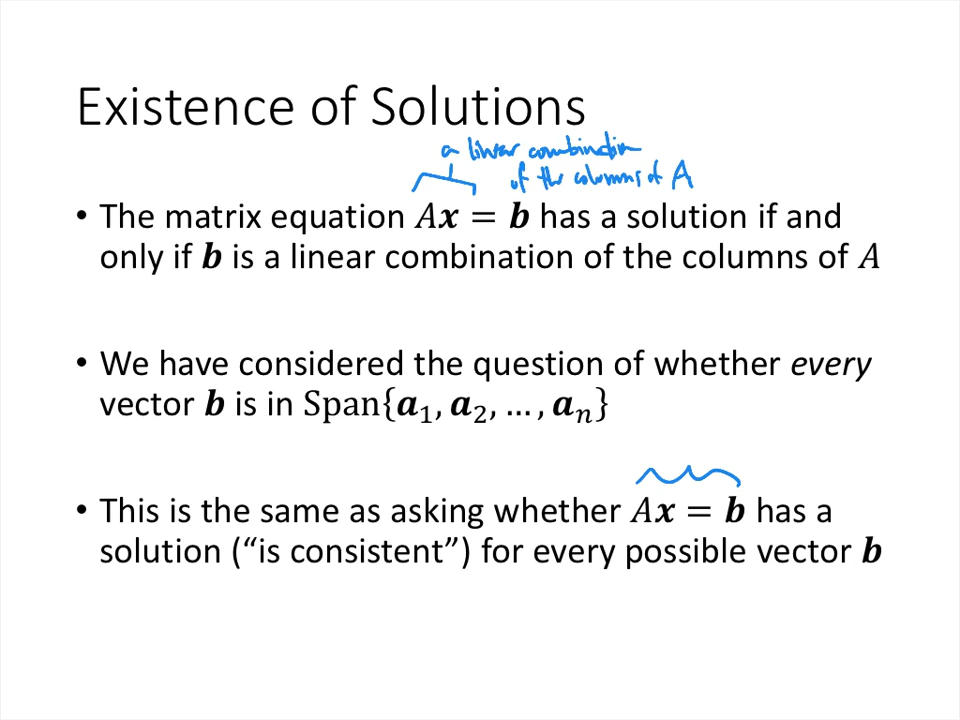 Existence of Solutions
a linear combination
of the columns of A
• The matrix equation A𝒙 = 𝒃 has a solution if and
only if 𝒃 is a linear combination of the columns of A
• We have considered the question of whether every
vector 𝒃 is in Span{𝒂₁, 𝒂₂, … , 𝒂ₙ}
• This is the same as asking whether A𝒙 = 𝒃 has a
solution (“is consistent”) for every possible vector 𝒃